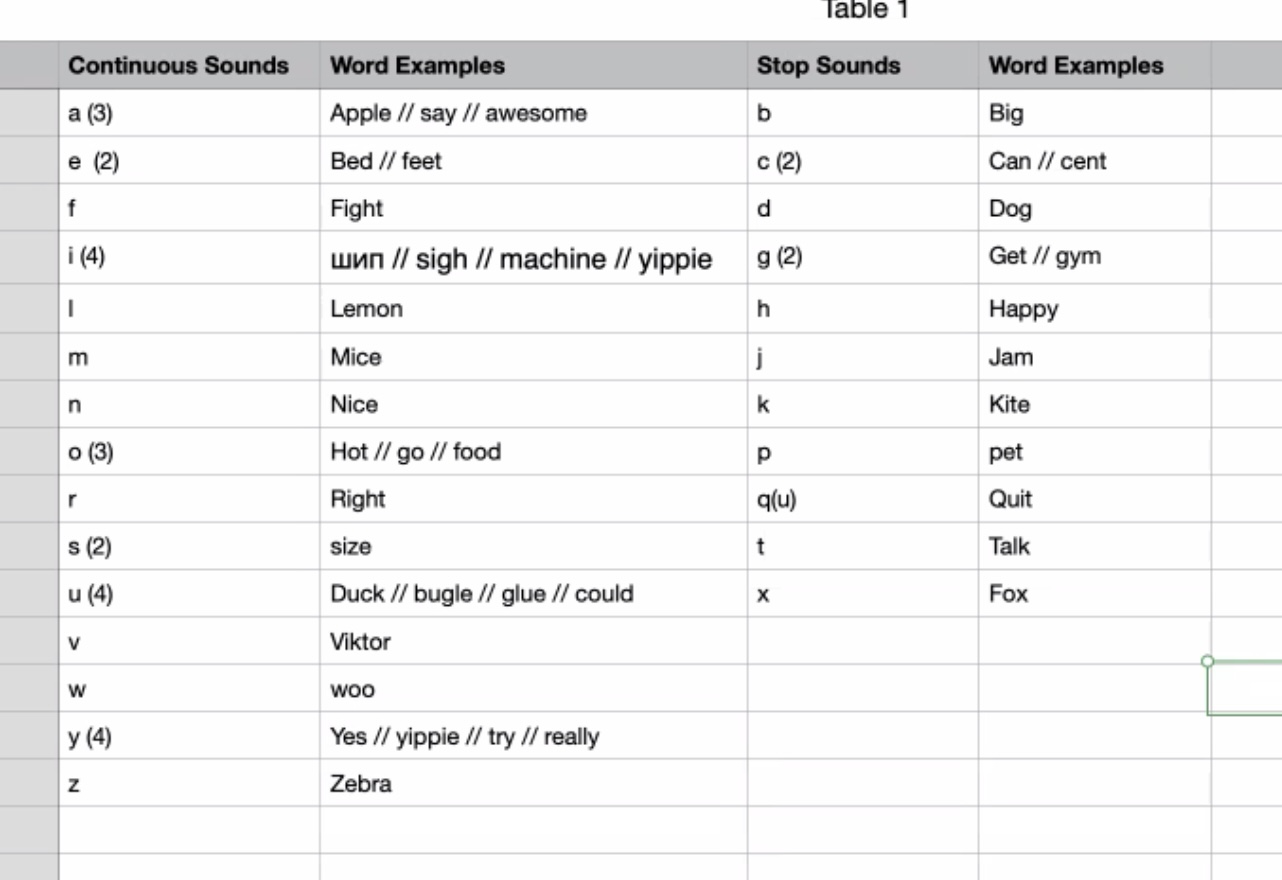 Table 1
Continuous Sounds Word Examples Stop Sounds Word Examples
a (3) Apple // say // awesome b Big
e (2) Bed // feet c (2) Can // cent
f Fight d Dog
i (4) шип // sigh // machine // yippie g (2) Get // gym
l Lemon h Happy
m Mice j Jam
n Nice k Kite
o (3) Hot // go // food p pet
r Right q(u) Quit
s (2) size t Talk
u (4) Duck // bugle // glue // could x Fox
v Viktor
w woo
y (4) Yes // yippie // try // really
z Zebra